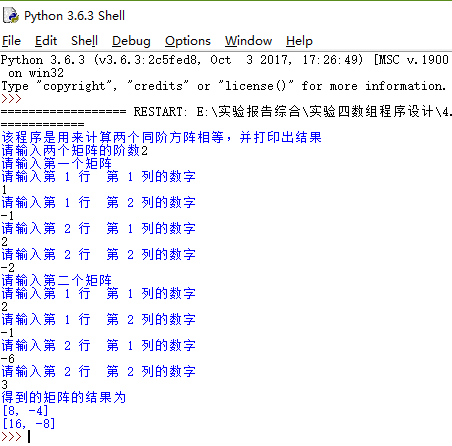 Python 3.6.3 Shell
File Edit Shell Debug Options Window Help
Python 3.6.3 (v3.6.3:2c5fed8, Oct 3 2017, 17:26:49) [MSC v.1900
on win32
Type "copyright", "credits" or "license()" for more information.
>>>
================== RESTART: E:\实验报告综合\实验四数组程序设计\4.
============
该程序是用来计算两个同阶方阵相等，并打印出结果
请输入两个矩阵的阶数2
请输入第一个矩阵
请输入第 1 行 第 1 列的数字
1
请输入第 1 行 第 2 列的数字
-1
请输入第 2 行 第 1 列的数字
2
请输入第 2 行 第 2 列的数字
-2
请输入第二个矩阵
请输入第 1 行 第 1 列的数字
2
请输入第 1 行 第 2 列的数字
-1
请输入第 2 行 第 1 列的数字
-6
请输入第 2 行 第 2 列的数字
3
得到的矩阵的结果为
[8, -4]
[16, -8]
>>>